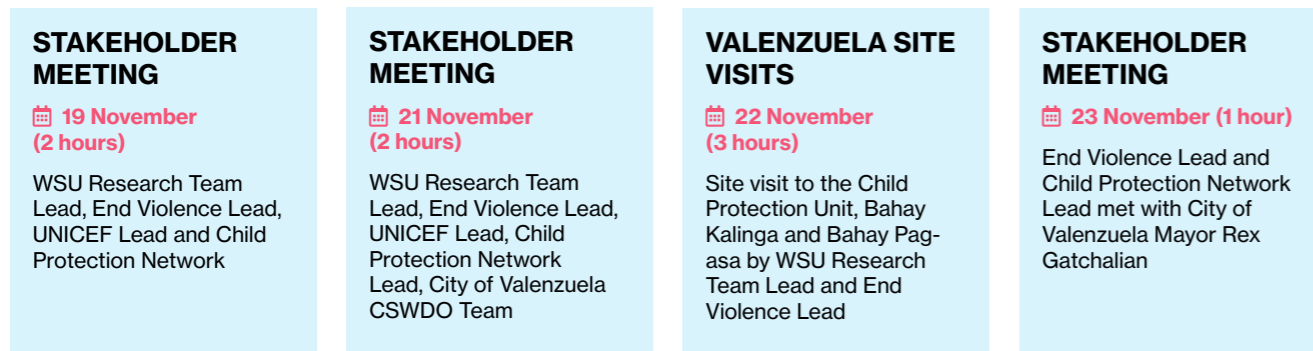 STAKEHOLDER
MEETING
19 November
(2 hours)
WSU Research Team
Lead, End Violence Lead,
UNICEF Lead and Child
Protection Network
STAKEHOLDER
MEETING
21 November
(2 hours)
WSU Research Team
Lead, End Violence Lead,
UNICEF Lead, Child
Protection Network
Lead, City of Valenzuela
CSWDO Team
VALENZUELA SITE
VISITS
22 November
(3 hours)
Site visit to the Child
Protection Unit, Bahay
Kalinga and Bahay Pag-
asa by WSU Research
Team Lead and End
Violence Lead
STAKEHOLDER
MEETING
23 November (1 hour)
End Violence Lead and
Child Protection Network
Lead met with City of
Valenzuela Mayor Rex
Gatchalian